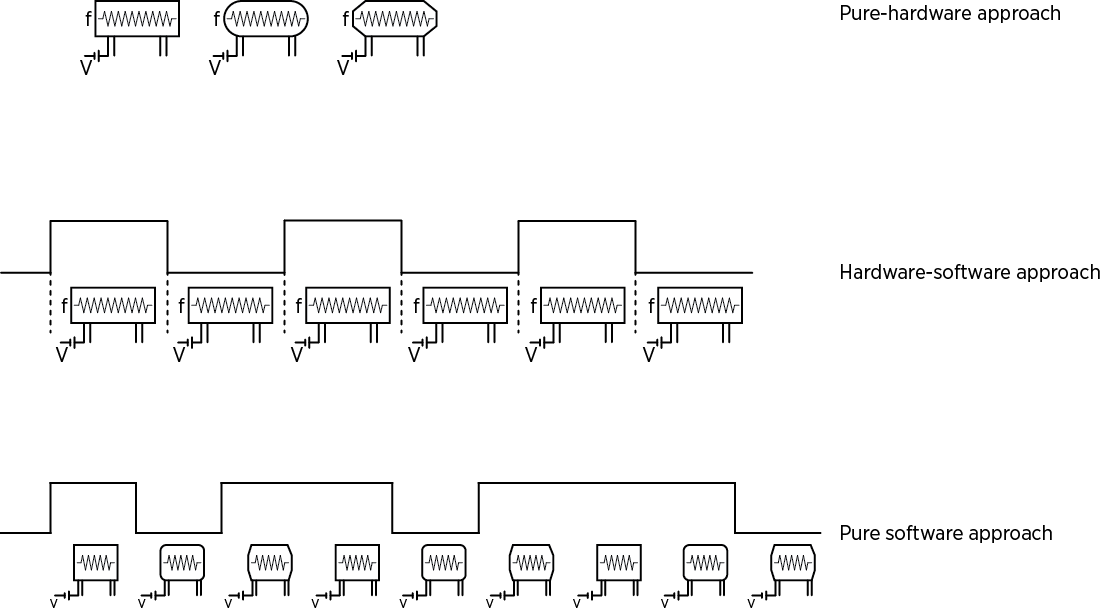 f f f Pure-hardware approach
V V V
f f f f f f Hardware-software approach
V V V V V V
Pure software approach
V V V V V V V V V